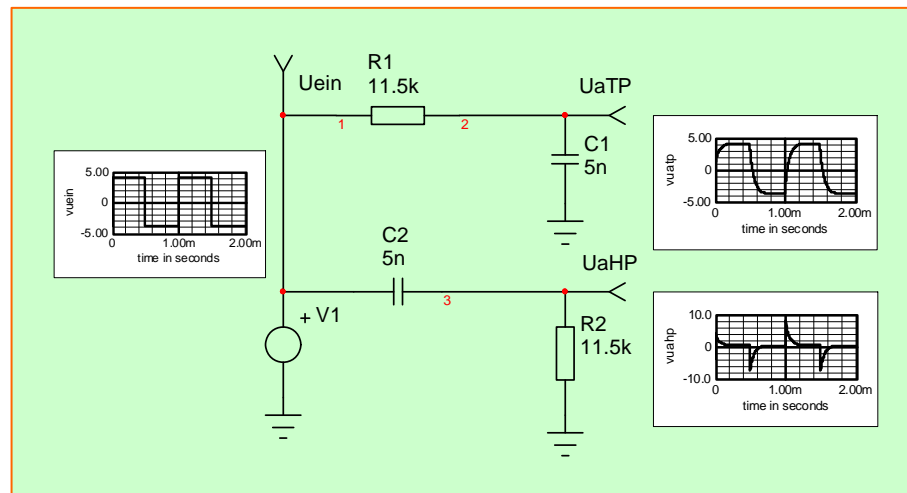 R1
11.5k
Uein
UaTP
1
2
C1
5n
5.00
0
-5.00
vuein
0
1.00m
2.00m
time in seconds
5.00
0
-5.00
vuatp
0
1.00m
2.00m
time in seconds
C2
5n
UaHP
3
+ V1
R2
11.5k
10.0
0
-10.0
vuahp
0
1.00m
2.00m
time in seconds